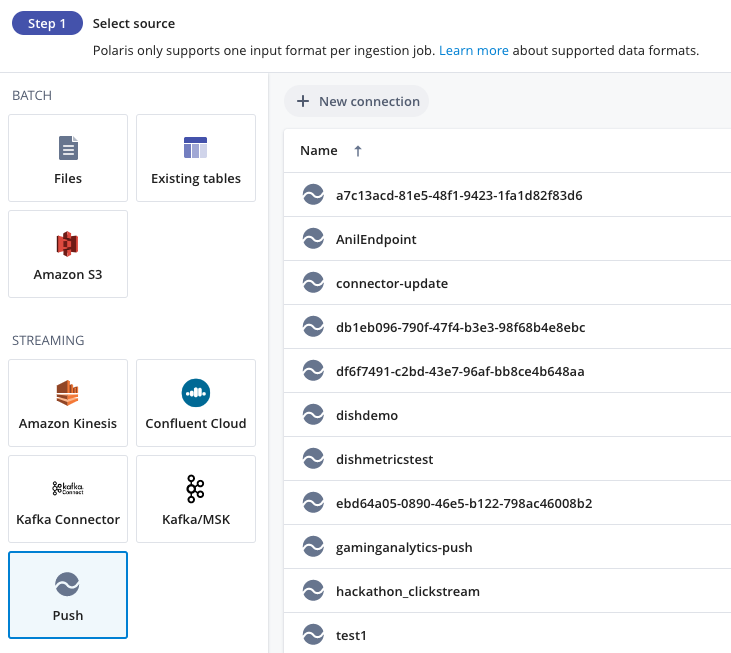 Step 1 Select source
Polaris only supports one input format per ingestion job. Learn more about supported data formats.
BATCH
Files
Existing tables
Amazon S3
STREAMING
Amazon Kinesis
Confluent Cloud
kafka Connect
Kafka Connector
Kafka/MSK
Push
New connection
Name
a7c13acd-81e5-48f1-9423-1fa1d82f83d6
AnilEndpoint
connector-update
db1eb096-790f-47f4-b3e3-98f68b4e8ebc
df6f7491-c2bd-43e7-96af-bb8ce4b648aa
dishdemo
dishmetricstest
ebd64a05-0890-46e5-b122-798ac46008b2
gaminganalytics-push
hackathon_clickstream
test1